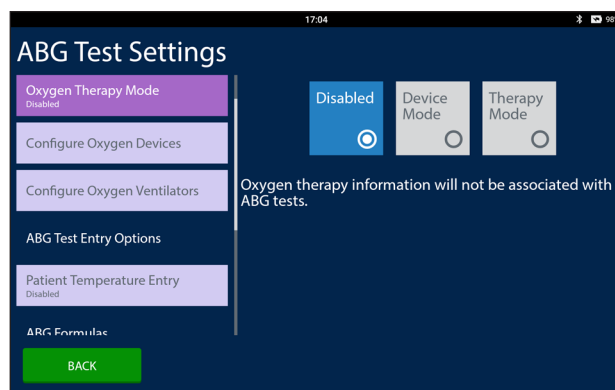 17:04
98%
ABG Test Settings
Oxygen Therapy Mode
Disabled
Configure Oxygen Devices
Configure Oxygen Ventilators
ABG Test Entry Options
Patient Temperature Entry
Disabled
ABG Formulas
BACK
Disabled
Device
Mode
Therapy
Mode
Oxygen therapy information will not be associated with
ABG tests.